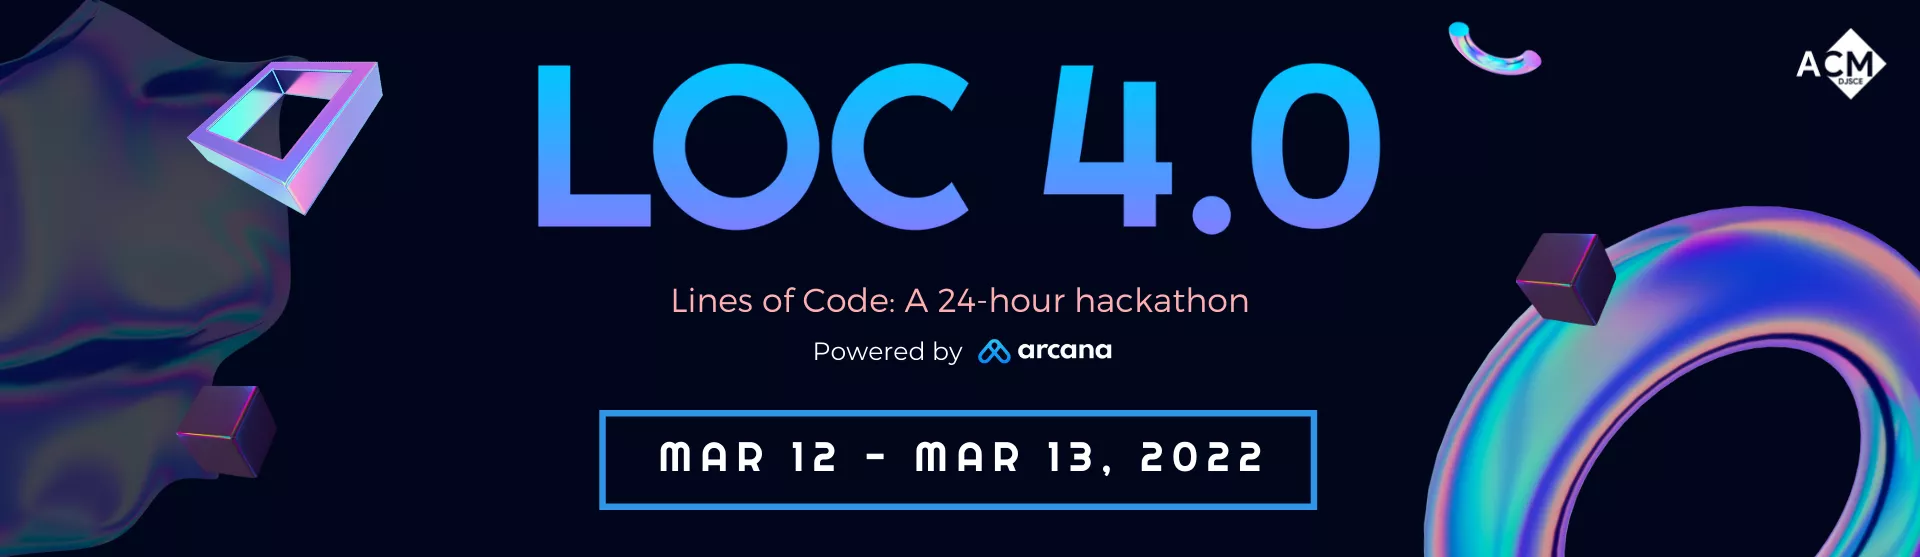 LOC 4.0
ACM
DJSCE
Lines of Code: A 24-hour hackathon
Powered by arcana
MAR 12 - MAR 13, 2022